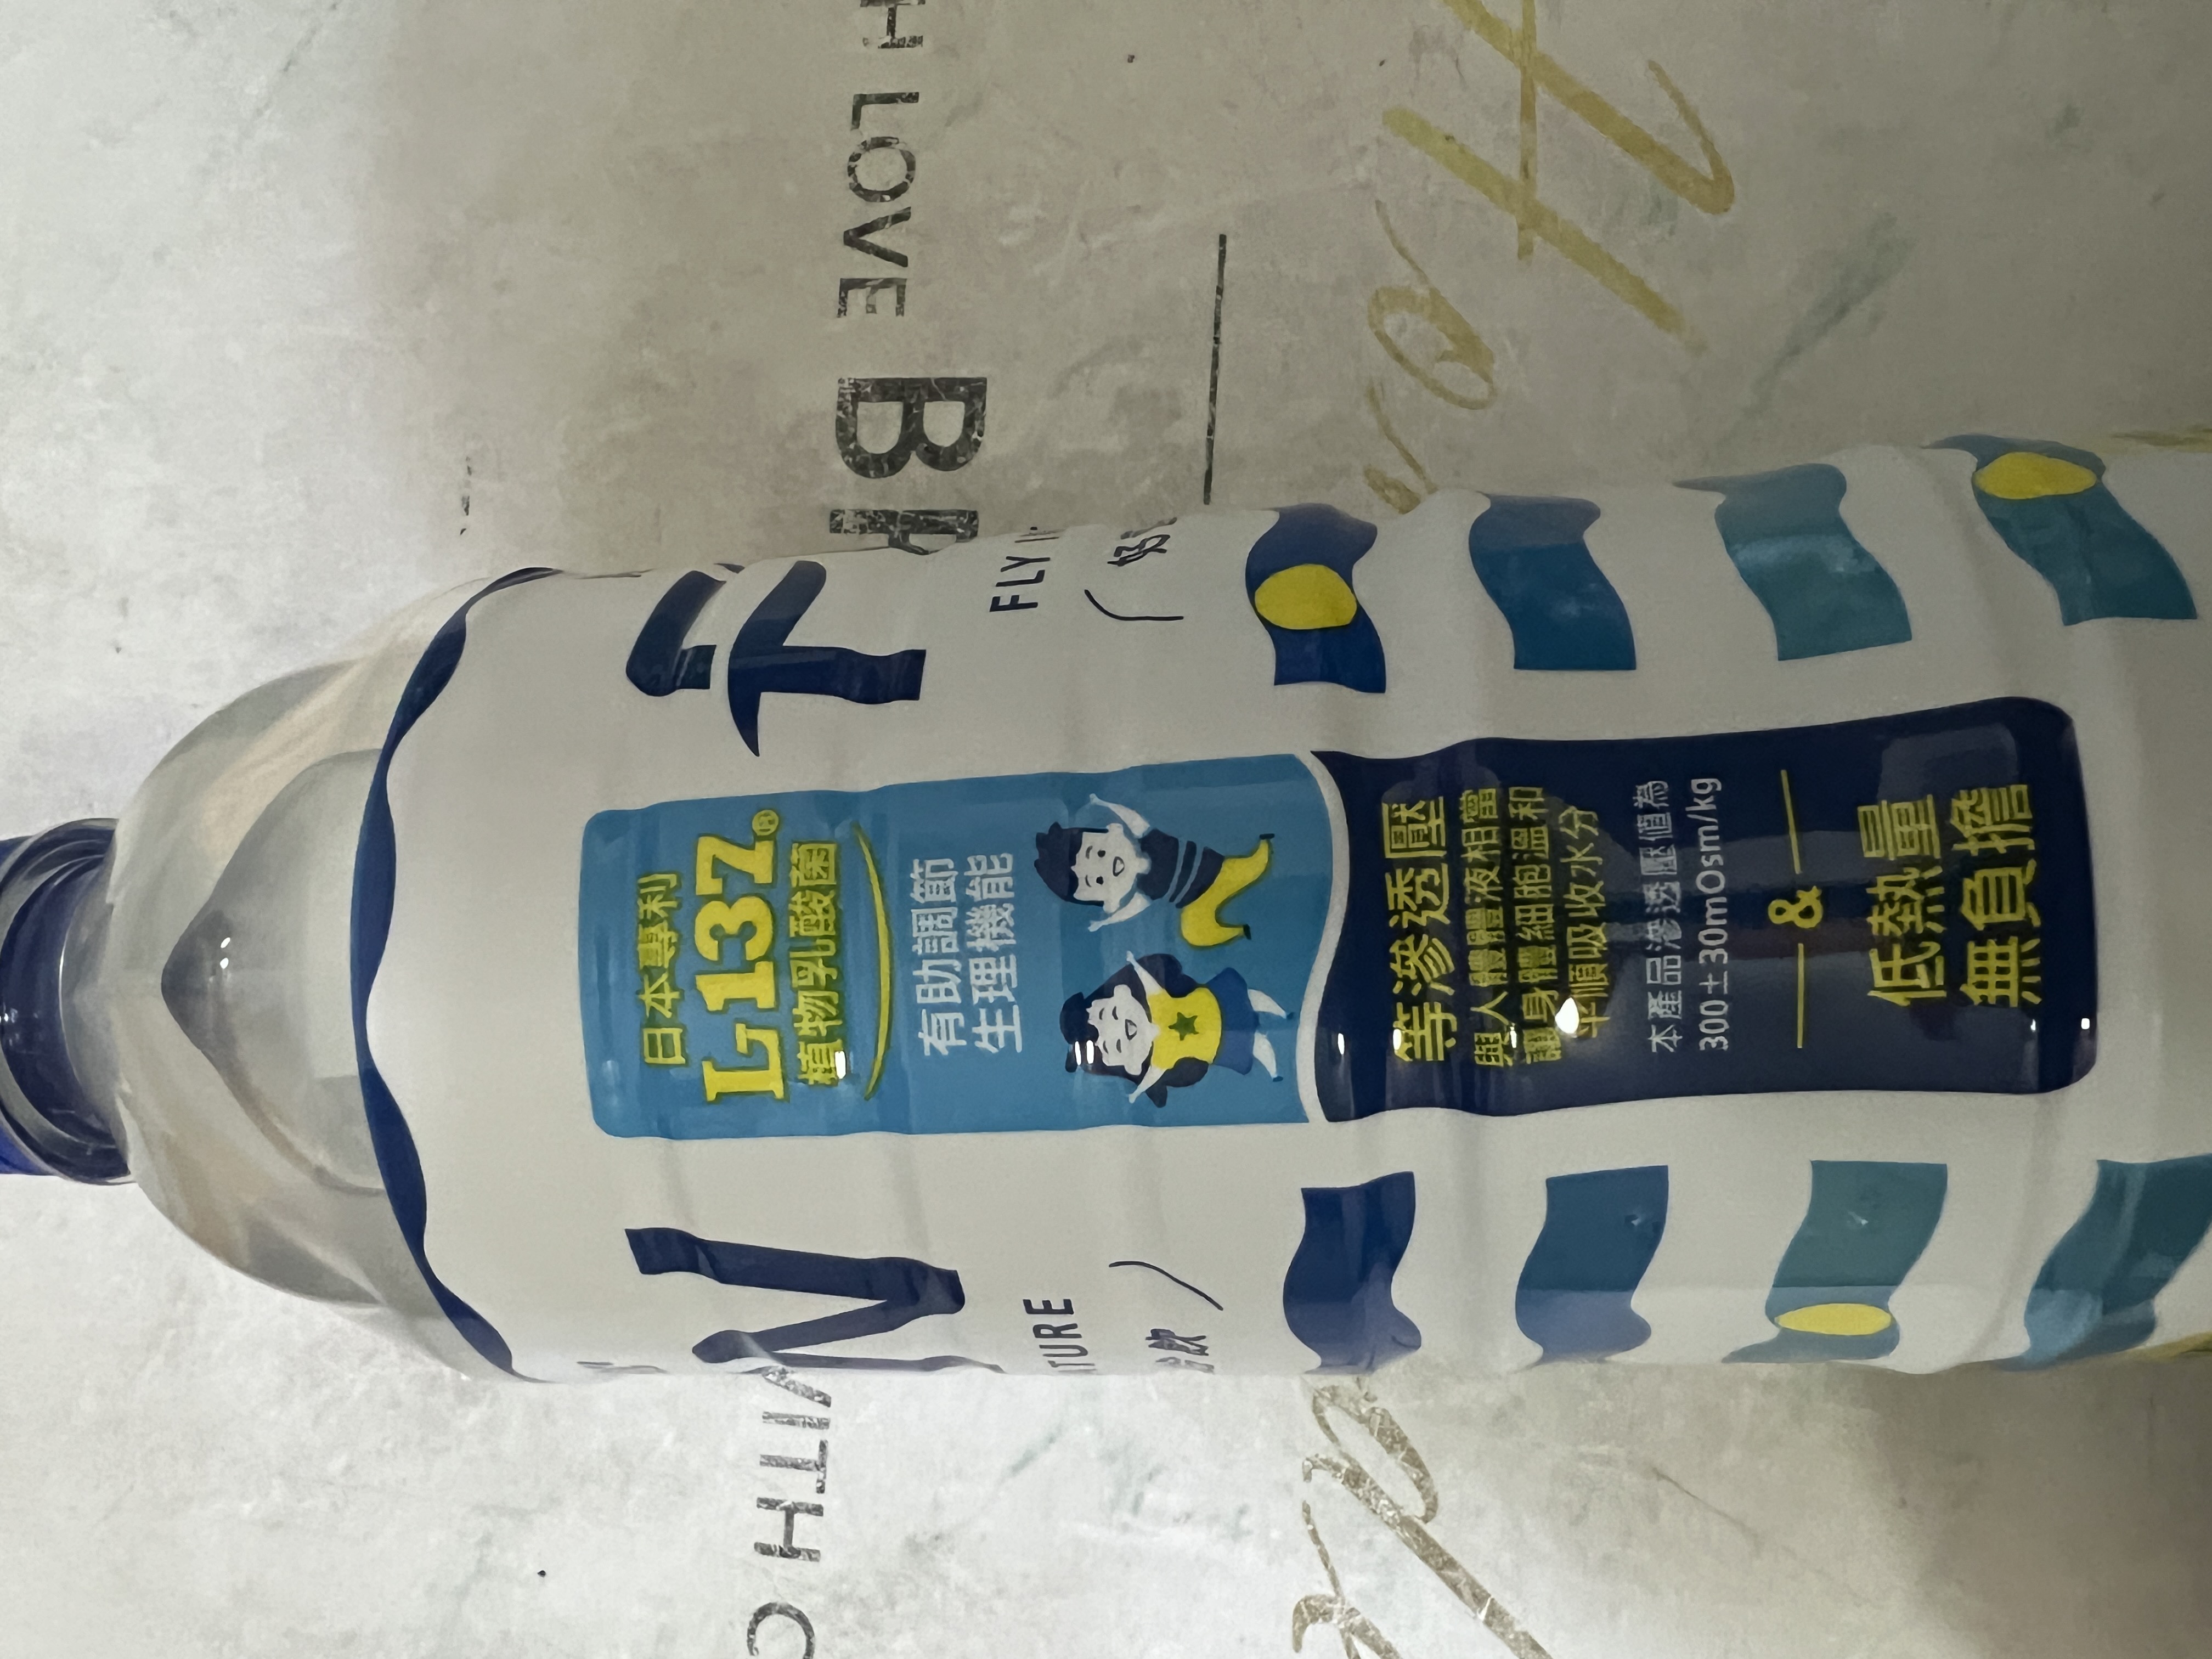 日本專利
L-137®
植物乳酸菌
有助調節
生理機能
等滲透壓
與人體體液相當
讓身體細胞溫和
平順吸收水分
本產品滲透壓值為
300±30mOsm/kg
&
低熱量
無負擔
FLY
TURE
飲
H LOVE
WITH